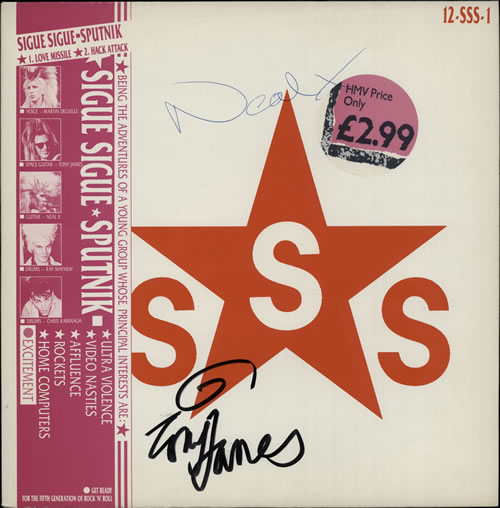 12-SSS-1
SIGUE SIGUE-SPUTNIK
★ 1. LOVE MISSILE ★ 2. HACK ATTACK
VOICE – MARTIN DEGVILLE
SPACE GUITAR – TONY JAMES
GUITAR – NEAL X
DRUMS – RAY MAYHEW
DRUMS – CHRIS KAVANAGH
SIGUE SIGUE ★ SPUTNIK
BEING THE ADVENTURES OF A YOUNG GROUP WHOSE PRINCIPAL INTERESTS ARE: ★
★ ULTRA VIOLENCE
★ VIDEO NASTIES
★ AFFLUENCE
★ ROCKETS
★ HOME COMPUTERS
EXCITEMENT
GET READY
FOR THE FIFTH GENERATION OF ROCK 'N' ROLL
Neal X
HMV Price
Only
£2.99
S
S S
Tony
James